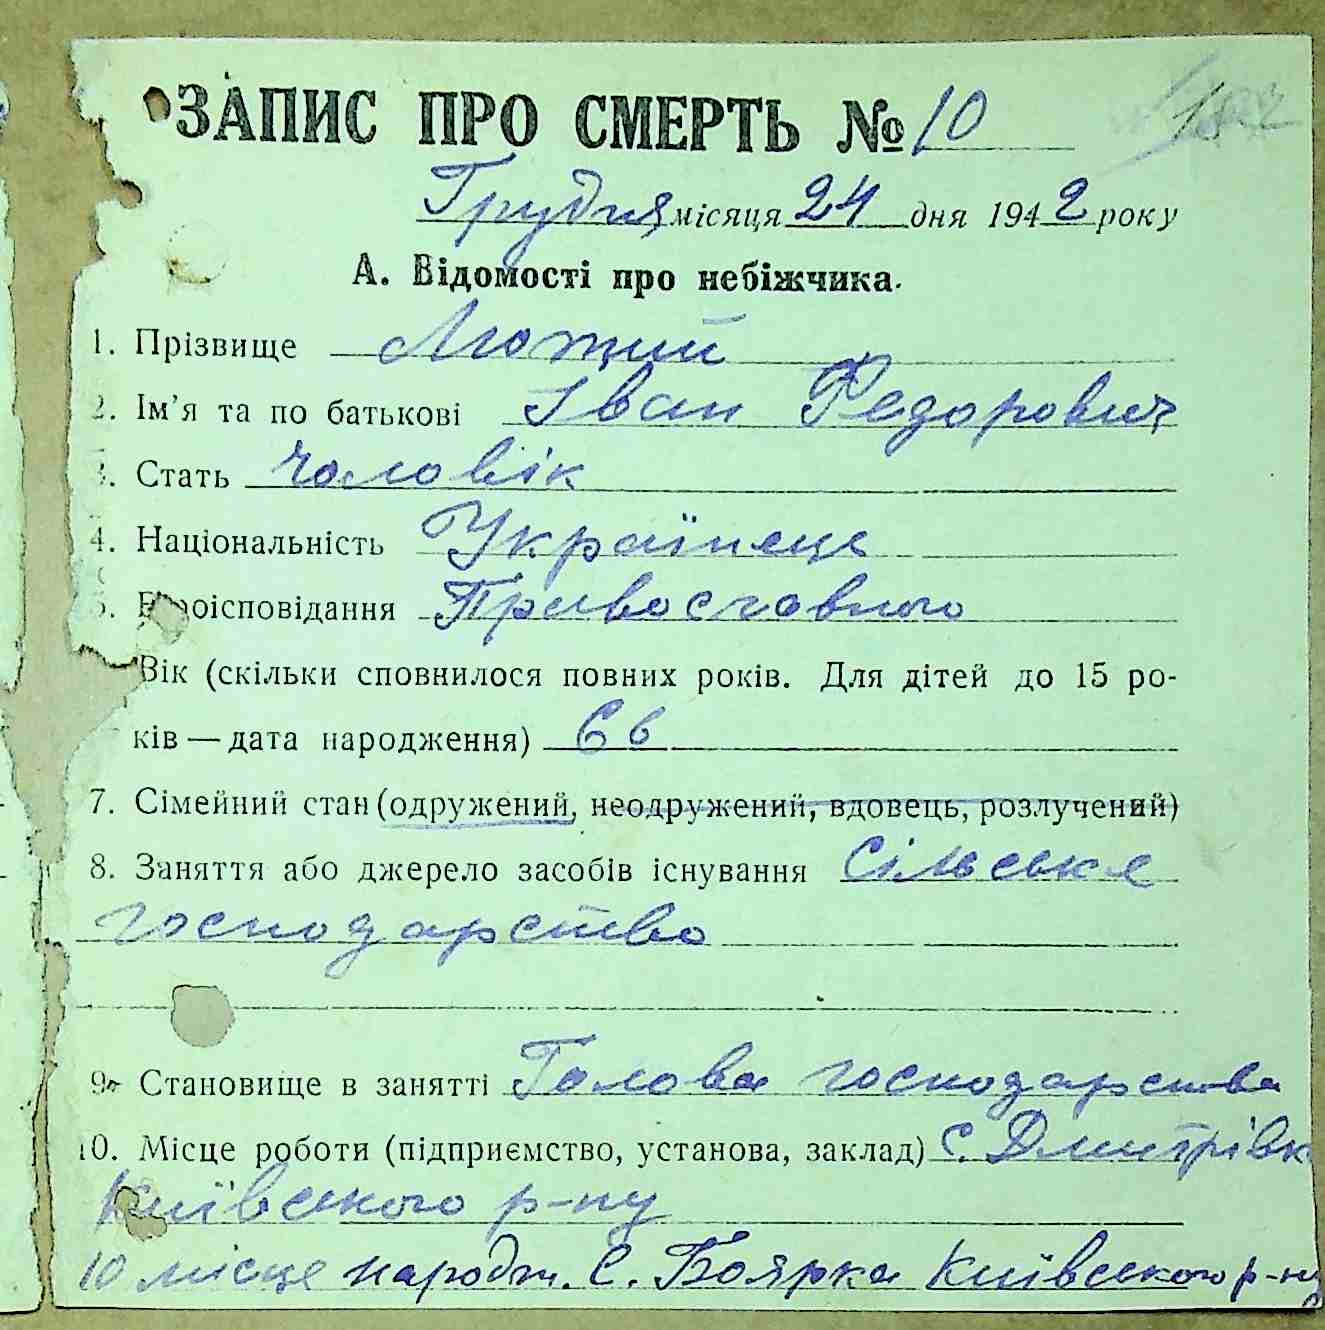 ЗАПИС ПРО СМЕРТЬ № 10
Грудня місяця 24 дня 1942 року
А. Відомості про небіжчика.
1. Прізвище Лютий
2. Ім’я та по батькові Іван Федорович
3. Стать чоловік
4. Національність Українець
5. Віроісповідання Православного
Вік (скільки сповнилося повних років. Для дітей до 15 ро-
ків — дата народження) 66
7. Сімейний стан (одружений, неодружений, вдовець, розлучений)
8. Заняття або джерело засобів існування Сільське
господарство
9. Становище в занятті Голова господарства
10. Місце роботи (підприємство, установа, заклад) С. Дмитрівк
Київського р-ну
10 місце народж. С. Боярка Київського р-ну